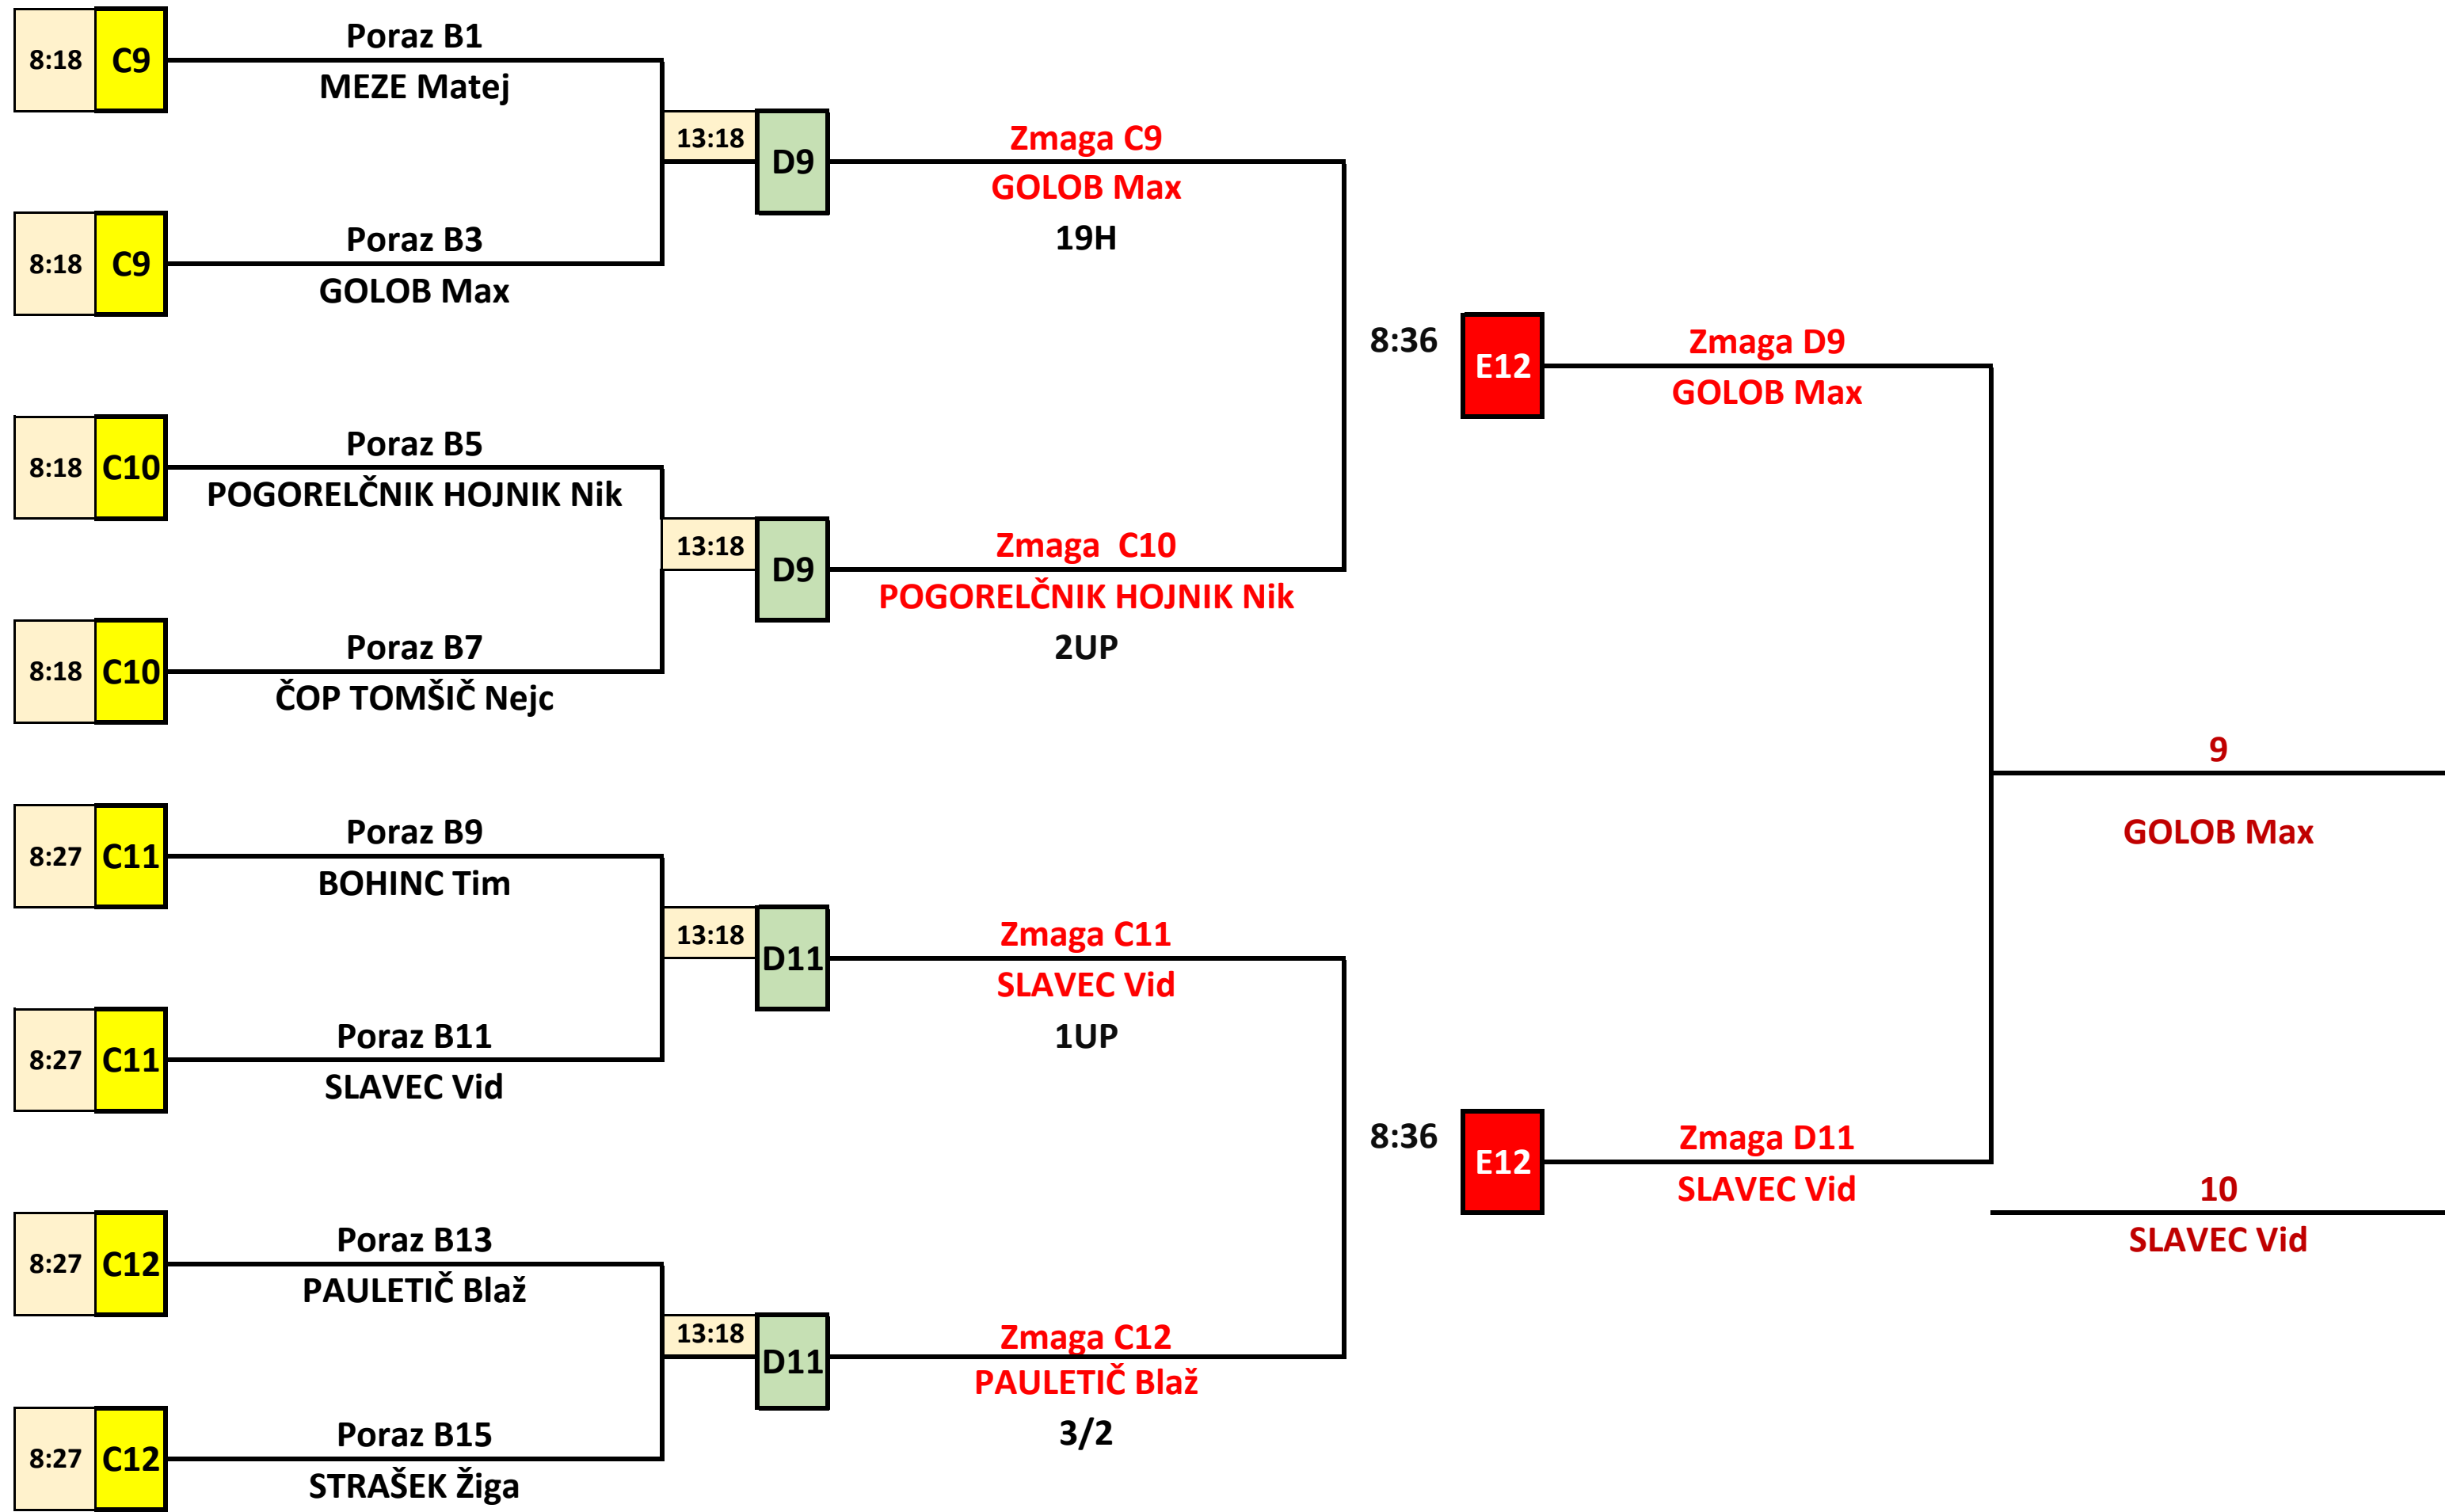 8:18 C9 Poraz B1
MEZE Matej
8:18 C9 Poraz B3
GOLOB Max
8:18 C10 Poraz B5
POGORELČNIK HOJNIK Nik
8:18 C10 Poraz B7
ČOP TOMŠIČ Nejc
8:27 C11 Poraz B9
BOHINC Tim
8:27 C11 Poraz B11
SLAVEC Vid
8:27 C12 Poraz B13
PAULETIČ Blaž
8:27 C12 Poraz B15
STRAŠEK Žiga
13:18 D9 Zmaga C9
GOLOB Max
19H
13:18 D9 Zmaga C10
POGORELČNIK HOJNIK Nik
2UP
13:18 D11 Zmaga C11
SLAVEC Vid
1UP
13:18 D11 Zmaga C12
PAULETIČ Blaž
3/2
8:36 E12 Zmaga D9
GOLOB Max
8:36 E12 Zmaga D11
SLAVEC Vid
9
GOLOB Max
10
SLAVEC Vid